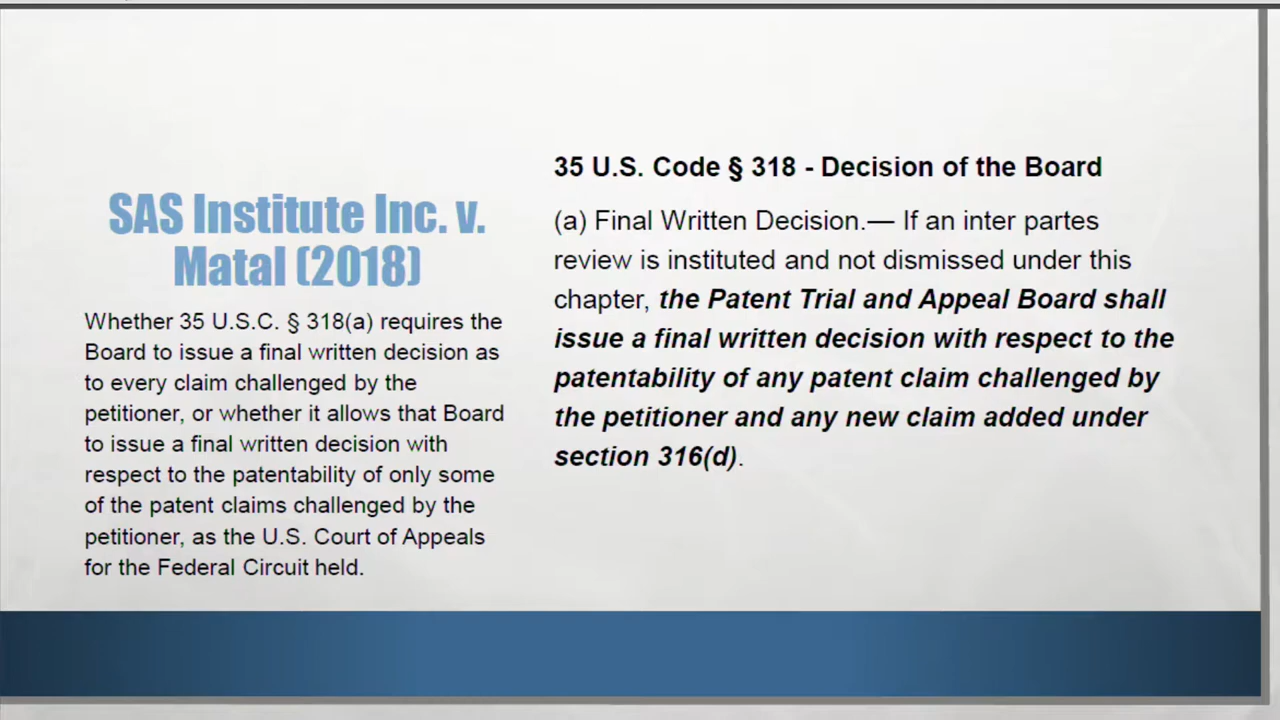 SAS Institute Inc. v.
Matal (2018)
Whether 35 U.S.C. § 318(a) requires the
Board to issue a final written decision as
to every claim challenged by the
petitioner, or whether it allows that Board
to issue a final written decision with
respect to the patentability of only some
of the patent claims challenged by the
petitioner, as the U.S. Court of Appeals
for the Federal Circuit held.
35 U.S. Code § 318 - Decision of the Board
(a) Final Written Decision.— If an inter partes
review is instituted and not dismissed under this
chapter, the Patent Trial and Appeal Board shall
issue a final written decision with respect to the
patentability of any patent claim challenged by
the petitioner and any new claim added under
section 316(d).